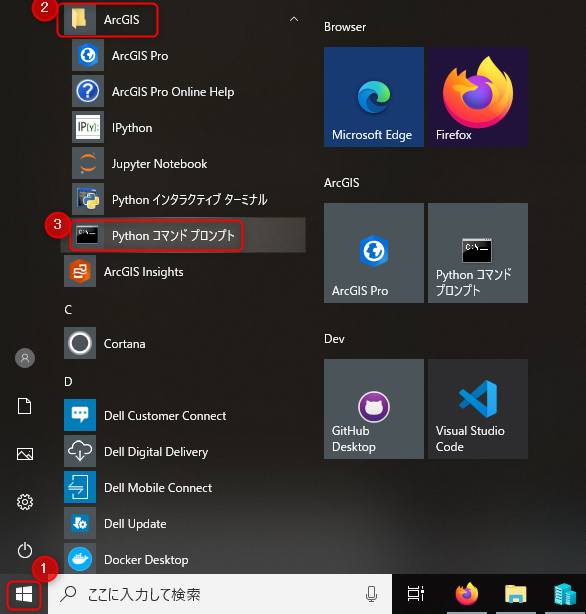 2
ArcGIS
ArcGIS Pro
ArcGIS Pro Online Help
IP[y]:
IPython
Jupyter Notebook
Python インタラクティブ ターミナル
3
C:\_
Python コマンド プロンプト
ArcGIS Insights
C
Cortana
D
Dell Customer Connect
Dell Digital Delivery
Dell Mobile Connect
Dell Update
Docker Desktop
1
ここに入力して検索
Browser
Microsoft Edge
Firefox
ArcGIS
ArcGIS Pro
C:\_
Python コマンド
プロンプト
Dev
GitHub
Desktop
Visual Studio
Code